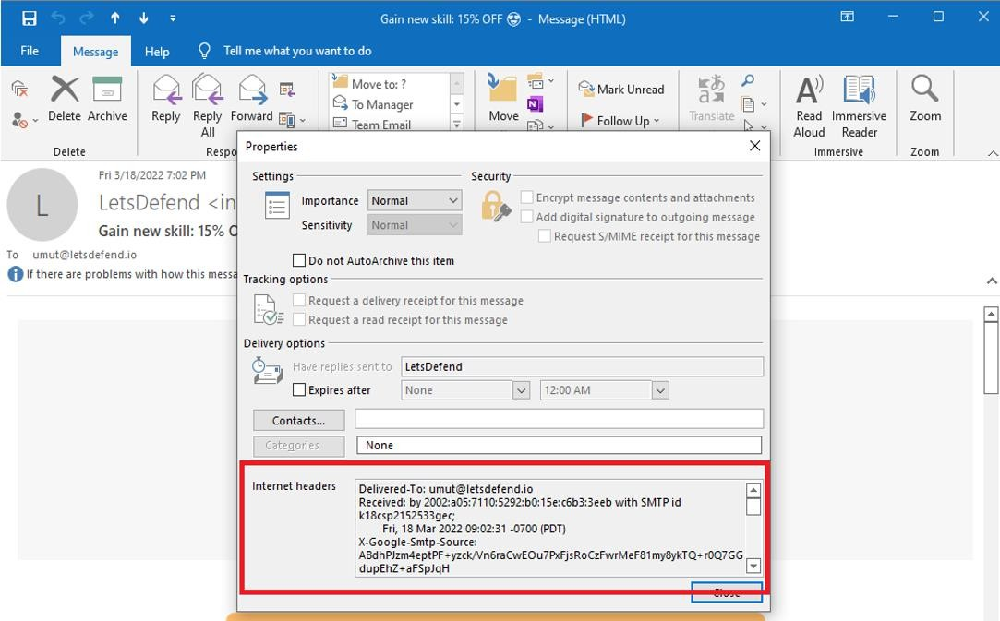 Gain new skill: 15% OFF 🤩 - Message (HTML)
File Message Help Tell me what you want to do
Delete Archive
Reply Reply All Forward
Move to: ?
To Manager
Team Email
Move
Mark Unread
Follow Up
Translate
Read Aloud
Immersive Reader
Zoom
Delete
Respo
Immersive
Zoom
Fri 3/18/2022 7:02 PM
L
LetsDefend <in
Gain new skill: 15% O
To umut@letsdefend.io
If there are problems with how this messa
Properties
Settings
Security
Importance Normal
Sensitivity Normal
Encrypt message contents and attachments
Add digital signature to outgoing message
Request S/MIME receipt for this message
Do not AutoArchive this item
Tracking options
Request a delivery receipt for this message
Request a read receipt for this message
Delivery options
Have replies sent to LetsDefend
Expires after None 12:00 AM
Contacts...
Categories None
Internet headers
Delivered-To: umut@letsdefend.io
Received: by 2002:a05:7110:5292:b0:15e:c6b3:3eeb with SMTP id
k18csp2152533gec;
Fri, 18 Mar 2022 09:02:31 -0700 (PDT)
X-Google-Smtp-Source:
ABdhPJzm4eptPF+yzck/Vn6raCwEOu7PxFjsRoCzFwrMeF81my8ykTQ+r0Q7GG
dupEhZ+aFSpJqH
Close